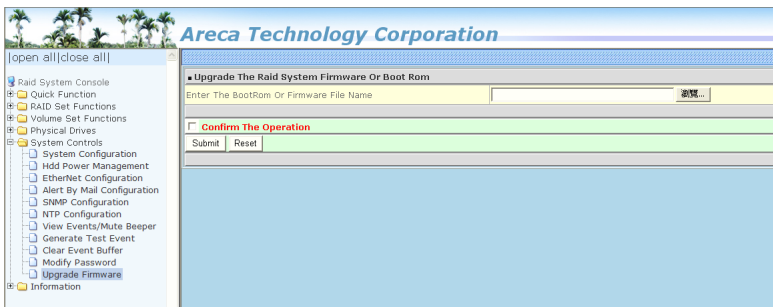 Areca Technology Corporation
|open all|close all|
Raid System Console
Quick Function
RAID Set Functions
Volume Set Functions
Physical Drives
System Controls
System Configuration
Hdd Power Management
EtherNet Configuration
Alert By Mail Configuration
SNMP Configuration
NTP Configuration
View Events/Mute Beeper
Generate Test Event
Clear Event Buffer
Modify Password
Upgrade Firmware
Information
Upgrade The Raid System Firmware Or Boot Rom
Enter The BootRom Or Firmware File Name
瀏覽...
Confirm The Operation
Submit Reset